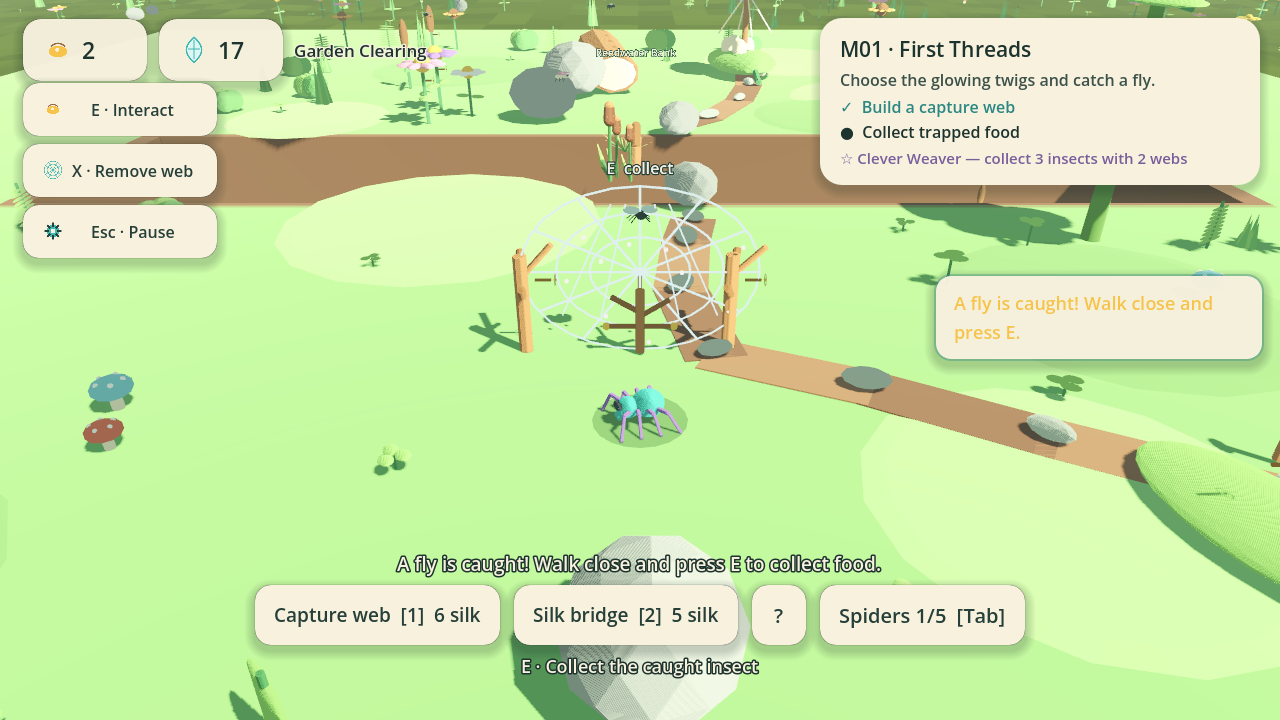 2
17
Garden Clearing
E · Interact
X · Remove web
Esc · Pause
Reedwater Bank
M01 · First Threads
Choose the glowing twigs and catch a fly.
✓ Build a capture web
● Collect trapped food
☆ Clever Weaver — collect 3 insects with 2 webs
E collect
A fly is caught! Walk close and
press E.
A fly is caught! Walk close and press E to collect food.
Capture web [1] 6 silk
Silk bridge [2] 5 silk
?
Spiders 1/5 [Tab]
E · Collect the caught insect